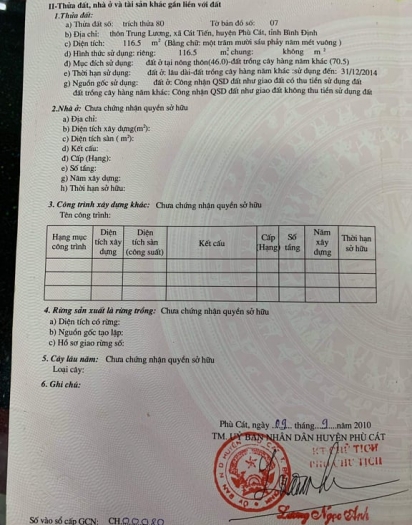 II-Thửa đất, nhà ở và tài sản khác gắn liền với đất
1.Thửa đất:
a) Thửa đất số: trích thửa 80 Tờ bản đồ số: 07
b) Địa chỉ: thôn Trung Lương, xã Cát Tiến, huyện Phù Cát, tỉnh Bình Định
c) Diện tích: 116.5 m² (Bằng chữ: một trăm mười sáu phẩy năm mét vuông )
d) Hình thức sử dụng: riêng: 116.5 m², chung: không m²
đ) Mục đích sử dụng: đất ở tại nông thôn(46.0)-đất trồng cây hàng năm khác (70.5)
e) Thời hạn sử dụng: đất ở: lâu dài-đất trồng cây hàng năm khác :sử dụng đến: 31/12/2014
g) Nguồn gốc sử dụng: đất ở: Công nhận QSD đất như giao đất có thu tiền sử dụng đất
đất trồng cây hàng năm khác: Công nhận QSD đất như giao đất không thu tiền sử dụng đất
2.Nhà ở: Chưa chứng nhận quyền sở hữu
a) Địa chỉ:
b) Diện tích xây dựng(m²):
c) Diện tích sàn ( m²):
d) Kết cấu:
đ) Cấp (Hạng):
e) Số tầng:
g) Năm xây dựng:
h) Thời hạn sở hữu:
3. Công trình xây dựng khác: Chưa chứng nhận quyền sở hữu
Tên công trình:
Hạng mục công trình Diện tích xây dựng Diện tích sàn (công suất) Kết cấu Cấp (Hạng) Số tầng Năm xây dựng Thời hạn sở hữu
4. Rừng sản xuất là rừng trồng: Chưa chứng nhận quyền sở hữu
a) Diện tích có rừng:
b) Nguồn gốc tạo lập:
c) Hồ sơ giao rừng số:
5. Cây lâu năm: Chưa chứng nhận quyền sở hữu
Loại cây:
6. Ghi chú:
Phù Cát, ngày 09 tháng 9 năm 2010
TM. UỶ BAN NHÂN DÂN HUYỆN PHÙ CÁT
KT CHỦ TỊCH
PHÓ CHỦ TỊCH
Lương Ngọc Anh
Số vào sổ cấp GCN: CH.00080